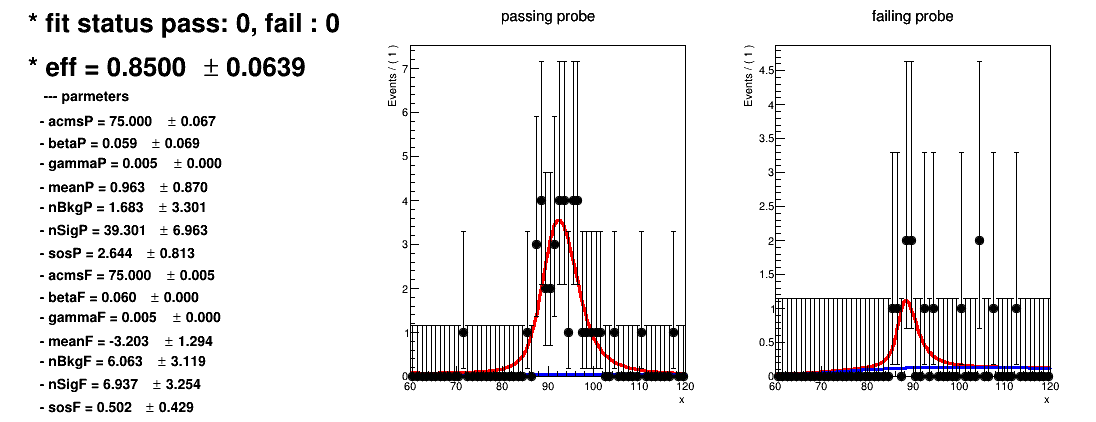 * fit status pass: 0, fail : 0
* eff = 0.8500 ± 0.0639
--- parmeters
- acmsP = 75.000 ± 0.067
- betaP = 0.059 ± 0.069
- gammaP = 0.005 ± 0.000
- meanP = 0.963 ± 0.870
- nBkgP = 1.683 ± 3.301
- nSigP = 39.301 ± 6.963
- sosP = 2.644 ± 0.813
- acmsF = 75.000 ± 0.005
- betaF = 0.060 ± 0.000
- gammaF = 0.005 ± 0.000
- meanF = -3.203 ± 1.294
- nBkgF = 6.063 ± 3.119
- nSigF = 6.937 ± 3.254
- sosF = 0.502 ± 0.429
passing probe
Events / ( 1 )
7
6
5
4
3
2
1
0
60 70 80 90 100 110 120
x
failing probe
Events / ( 1 )
4.5
4
3.5
3
2.5
2
1.5
1
0.5
0
60 70 80 90 100 110 120
x